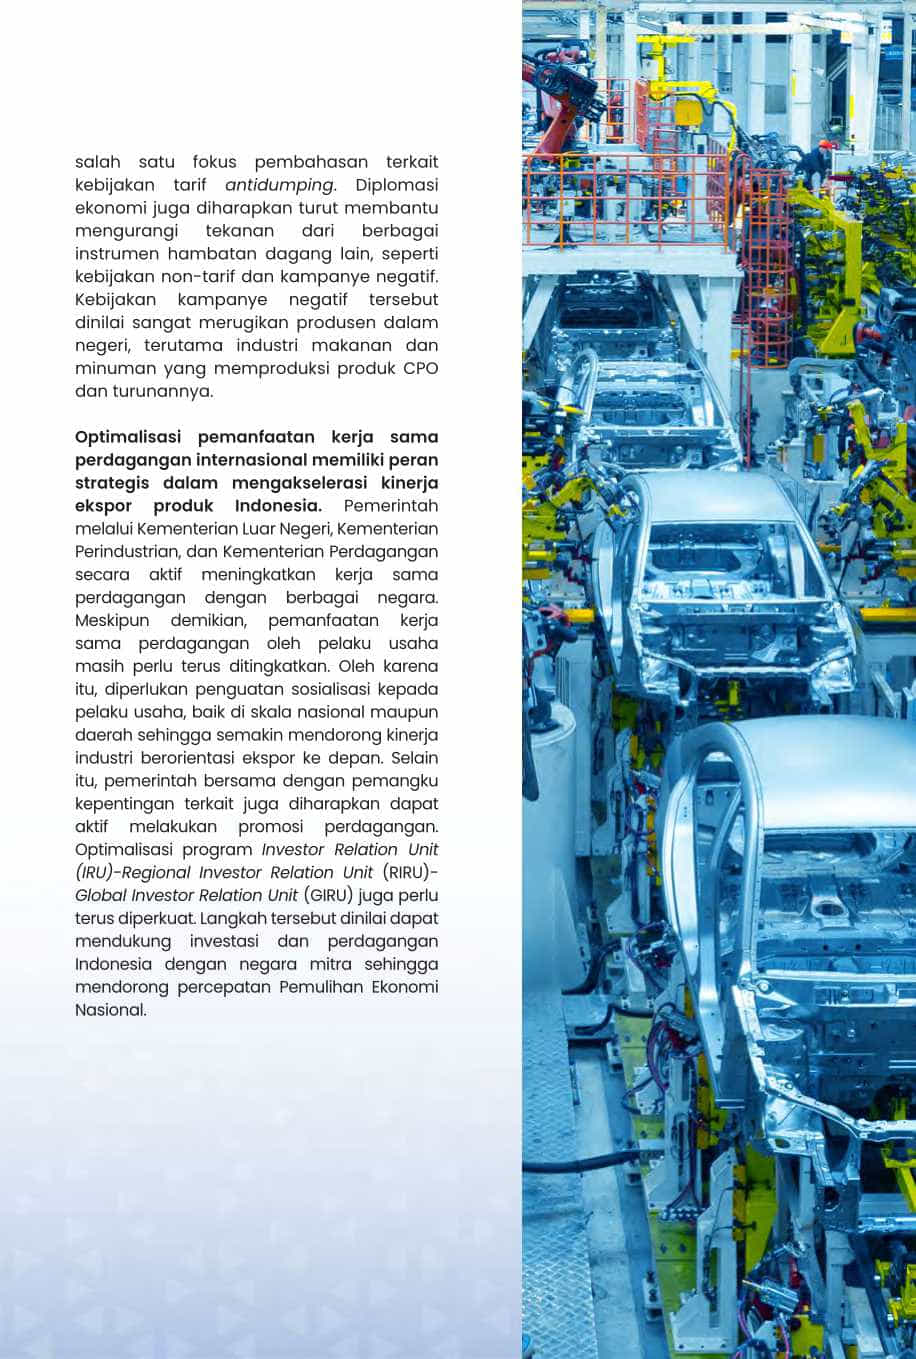 salah satu fokus pembahasan terkait
kebijakan tarif antidumping. Diplomasi
ekonomi juga diharapkan turut membantu
mengurangi tekanan dari berbagai
instrumen hambatan dagang lain, seperti
kebijakan non-tarif dan kampanye negatif.
Kebijakan kampanye negatif tersebut
dinilai sangat merugikan produsen dalam
negeri, terutama industri makanan dan
minuman yang memproduksi produk CPO
dan turunannya.
Optimalisasi pemanfaatan kerja sama
perdagangan internasional memiliki peran
strategis dalam mengakselerasi kinerja
ekspor produk Indonesia. Pemerintah
melalui Kementerian Luar Negeri, Kementerian
Perindustrian, dan Kementerian Perdagangan
secara aktif meningkatkan kerja sama
perdagangan dengan berbagai negara.
Meskipun demikian, pemanfaatan kerja
sama perdagangan oleh pelaku usaha
masih perlu terus ditingkatkan. Oleh karena
itu, diperlukan penguatan sosialisasi kepada
pelaku usaha, baik di skala nasional maupun
daerah sehingga semakin mendorong kinerja
industri berorientasi ekspor ke depan. Selain
itu, pemerintah bersama dengan pemangku
kepentingan terkait juga diharapkan dapat
aktif melakukan promosi perdagangan.
Optimalisasi program Investor Relation Unit
(IRU)-Regional Investor Relation Unit (RIRU)-
Global Investor Relation Unit (GIRU) juga perlu
terus diperkuat. Langkah tersebut dinilai dapat
mendukung investasi dan perdagangan
Indonesia dengan negara mitra sehingga
mendorong percepatan Pemulihan Ekonomi
Nasional.